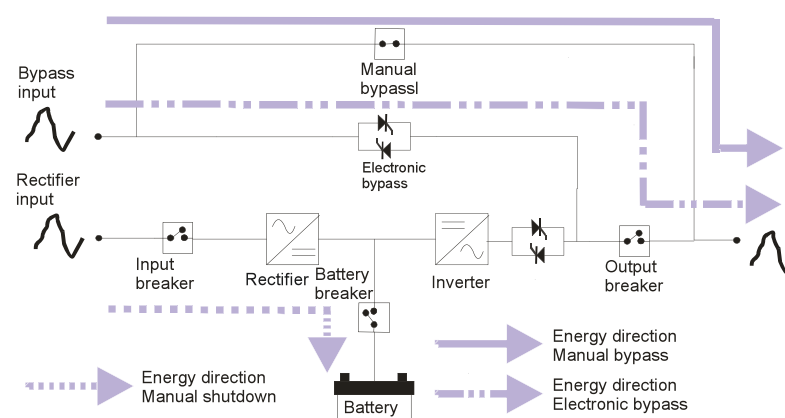 Manual
bypassl
Bypass
input
Electronic
bypass
Rectifier
input
Input
breaker
Rectifier
Battery
breaker
Inverter
Output
breaker
Energy direction
Manual bypass
Energy direction
Manual shutdown
Energy direction
Electronic bypass
Battery